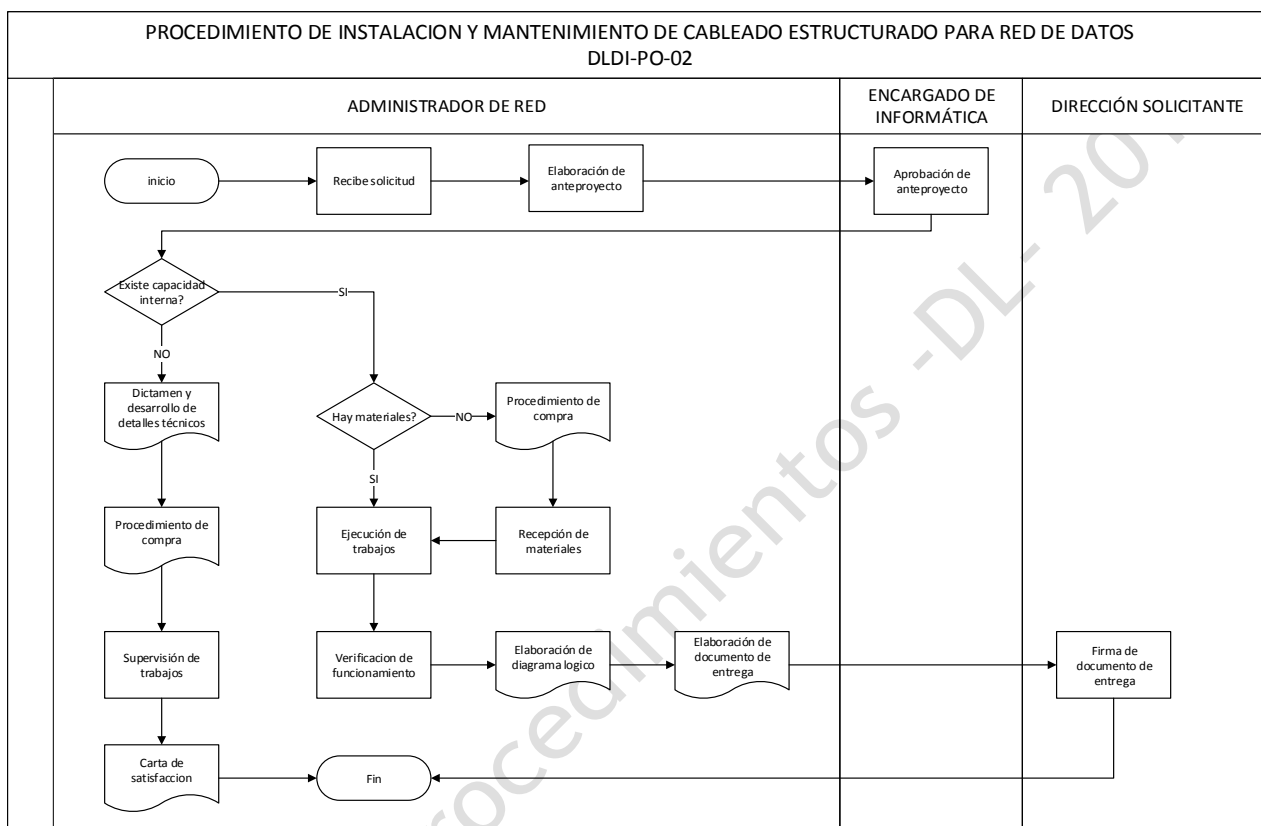 PROCEDIMIENTO DE INSTALACION Y MANTENIMIENTO DE CABLEADO ESTRUCTURADO PARA RED DE DATOS
DLDI-PO-02
ADMINISTRADOR DE RED
ENCARGADO DE
INFORMÁTICA
DIRECCIÓN SOLICITANTE
inicio
Recibe solicitud
Elaboración de
anteproyecto
Aprobación de
anteproyecto
Existe capacidad
interna?
SI
NO
Dictamen y
desarrollo de
detalles técnicos
Hay materiales?
NO
Procedimiento de
compra
SI
Procedimiento de
compra
Ejecución de
trabajos
Recepción de
materiales
Supervisión de
trabajos
Verificacion de
funcionamiento
Elaboración de
diagrama logico
Elaboración de
documento de
entrega
Firma de
documento de
entrega
Carta de
satisfaccion
Fin
rocedimientos -DL- 201